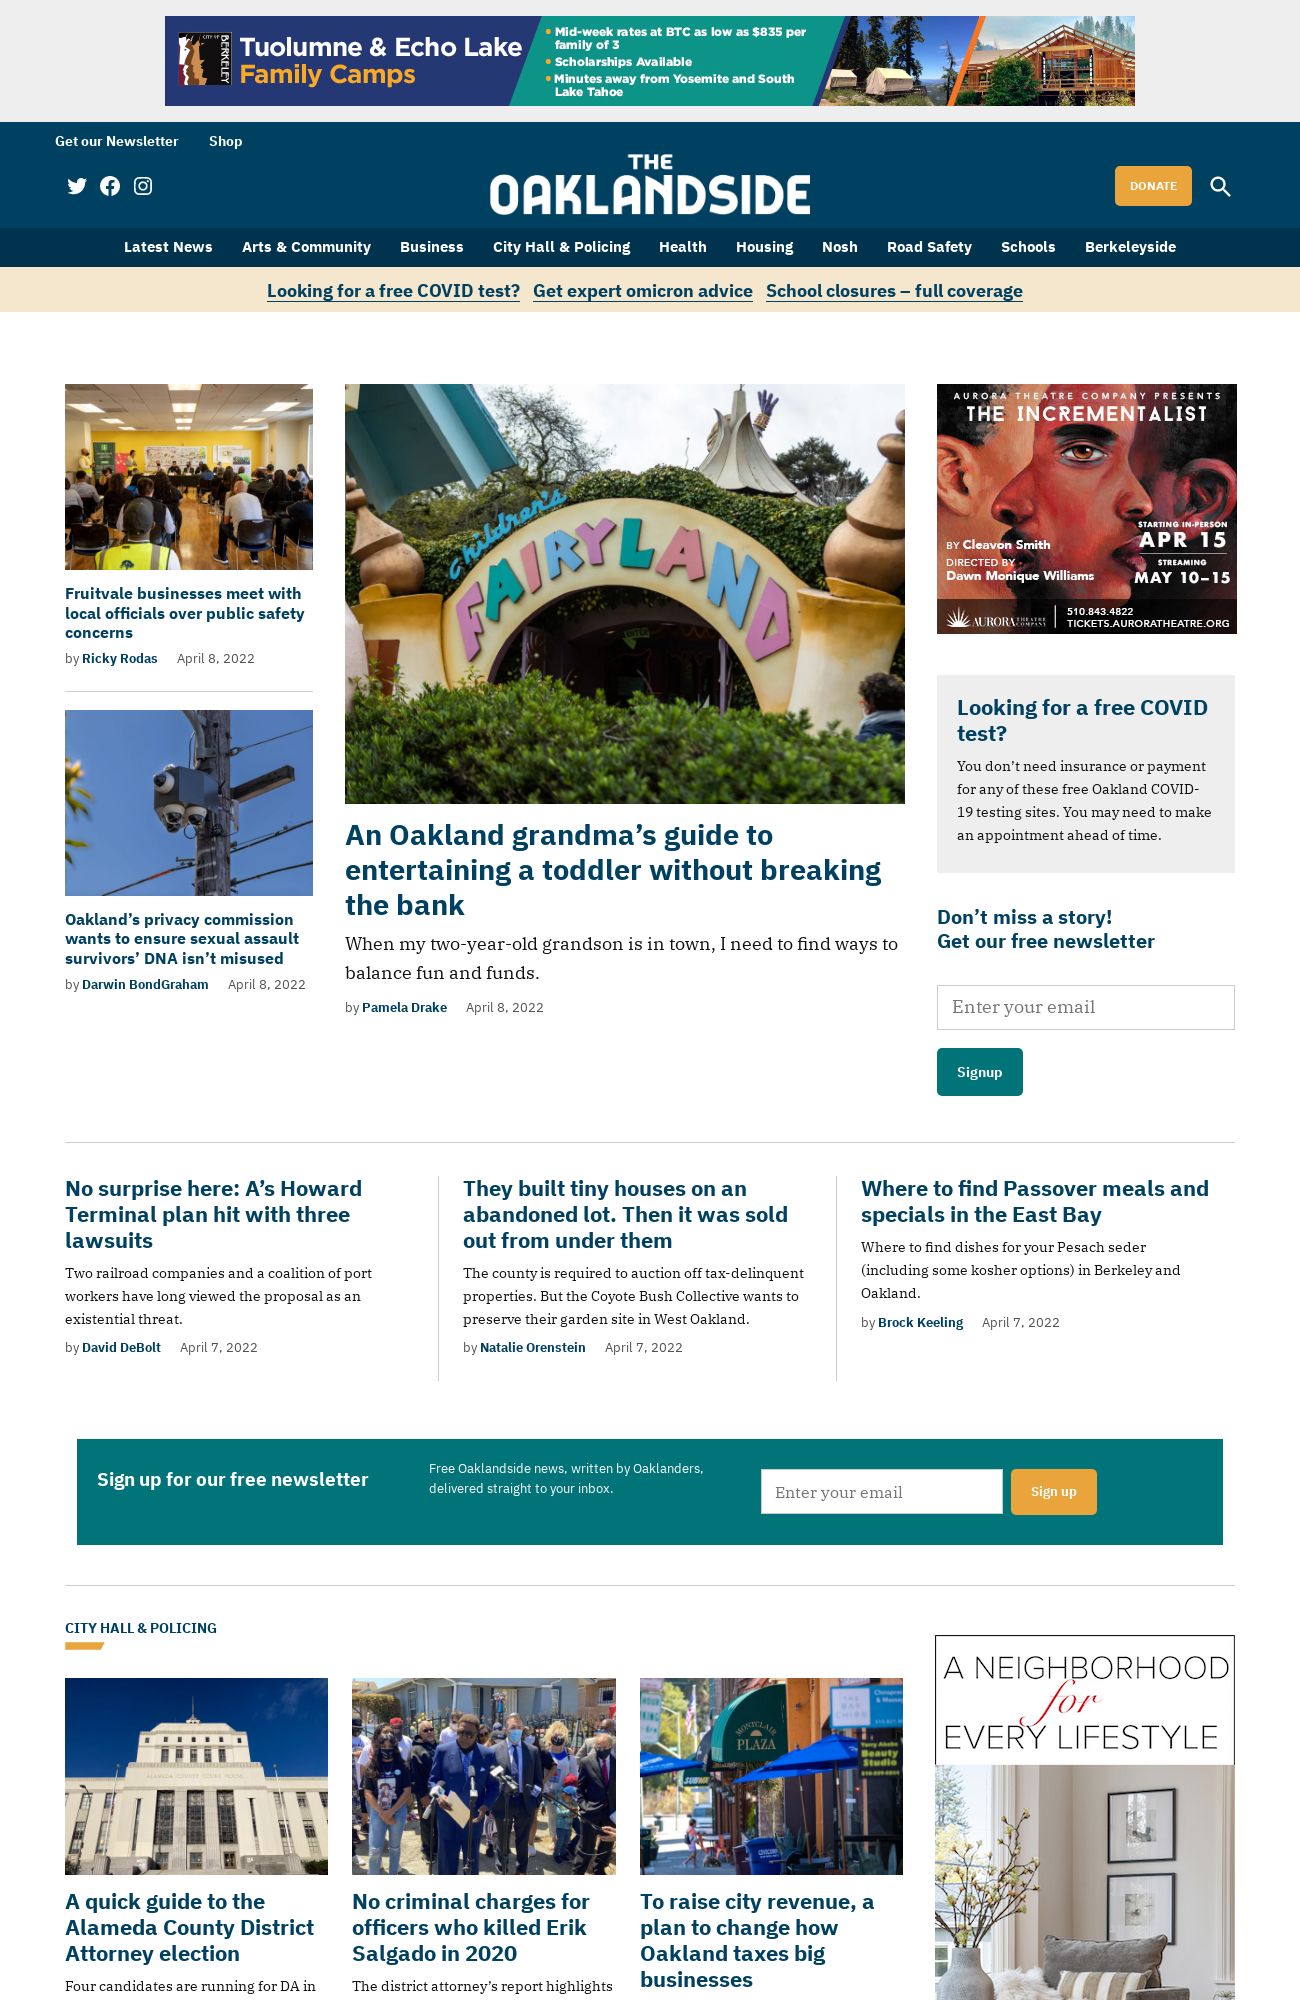 Tuolumne & Echo Lake
Family Camps
CITY OF
BERKELEY
• Mid-week rates at BTC as low as $835 per
family of 3
• Scholarships Available
• Minutes away from Yosemite and South
Lake Tahoe
Get our Newsletter Shop
THE
OAKLANDSIDE
DONATE
Latest News Arts & Community Business City Hall & Policing Health Housing Nosh Road Safety Schools Berkeleyside
Looking for a free COVID test? Get expert omicron advice School closures – full coverage
Fruitvale businesses meet with
local officials over public safety
concerns
by Ricky Rodas April 8, 2022
Oakland’s privacy commission
wants to ensure sexual assault
survivors’ DNA isn’t misused
by Darwin BondGraham April 8, 2022
children's
FAIRYLAND
An Oakland grandma’s guide to
entertaining a toddler without breaking
the bank
When my two-year-old grandson is in town, I need to find ways to
balance fun and funds.
by Pamela Drake April 8, 2022
AURORA THEATRE COMPANY PRESENTS
THE INCREMENTALIST
BY Cleavon Smith
DIRECTED BY
Dawn Monique Williams
STARTING IN-PERSON
APR 15
STREAMING
MAY 10–15
AURORA THEATRE COMPANY
510.843.4822
TICKETS.AURORATHEATRE.ORG
Looking for a free COVID
test?
You don’t need insurance or payment
for any of these free Oakland COVID-
19 testing sites. You may need to make
an appointment ahead of time.
Don’t miss a story!
Get our free newsletter
Enter your email
Signup
No surprise here: A’s Howard
Terminal plan hit with three
lawsuits
Two railroad companies and a coalition of port
workers have long viewed the proposal as an
existential threat.
by David DeBolt April 7, 2022
They built tiny houses on an
abandoned lot. Then it was sold
out from under them
The county is required to auction off tax-delinquent
properties. But the Coyote Bush Collective wants to
preserve their garden site in West Oakland.
by Natalie Orenstein April 7, 2022
Where to find Passover meals and
specials in the East Bay
Where to find dishes for your Pesach seder
(including some kosher options) in Berkeley and
Oakland.
by Brock Keeling April 7, 2022
Sign up for our free newsletter
Free Oaklandside news, written by Oaklanders,
delivered straight to your inbox.
Enter your email
Sign up
CITY HALL & POLICING
ALAMEDA COUNTY COURT HOUSE
A quick guide to the
Alameda County District
Attorney election
Four candidates are running for DA in
No criminal charges for
officers who killed Erik
Salgado in 2020
The district attorney’s report highlights
MONTCLAIR
PLAZA
SUBWAY
Beauty
Studio
To raise city revenue, a
plan to change how
Oakland taxes big
businesses
A NEIGHBORHOOD
for
EVERY LIFESTYLE